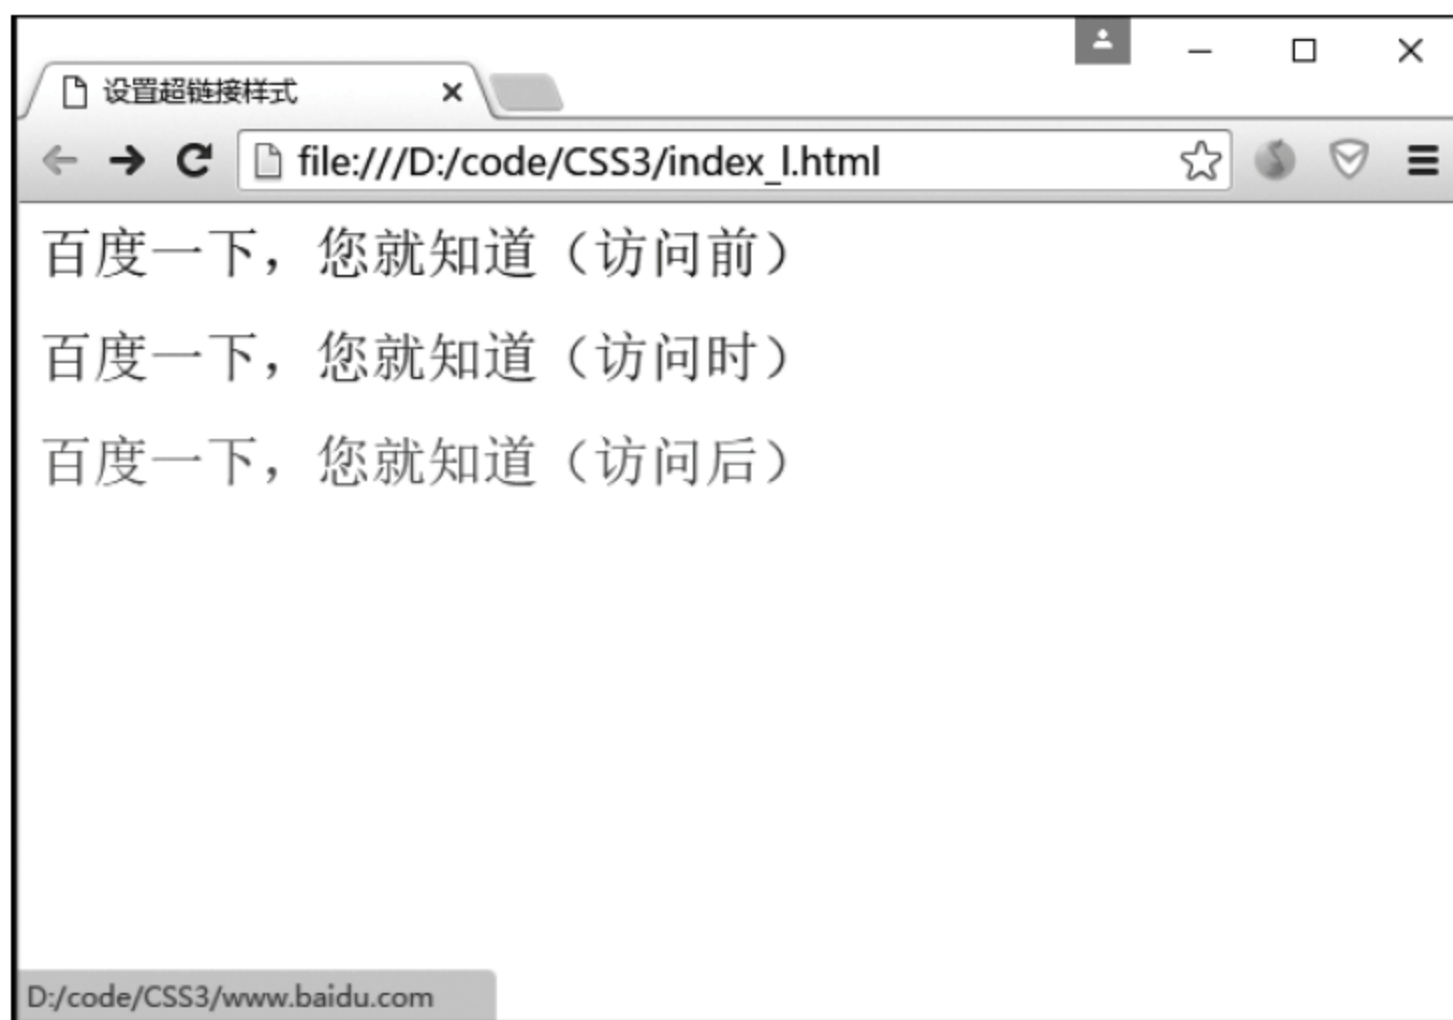 设置超链接样式
file:///D:/code/CSS3/index_l.html
百度一下，您就知道（访问前）
百度一下，您就知道（访问时）
百度一下，您就知道（访问后）
D:/code/CSS3/www.baidu.com